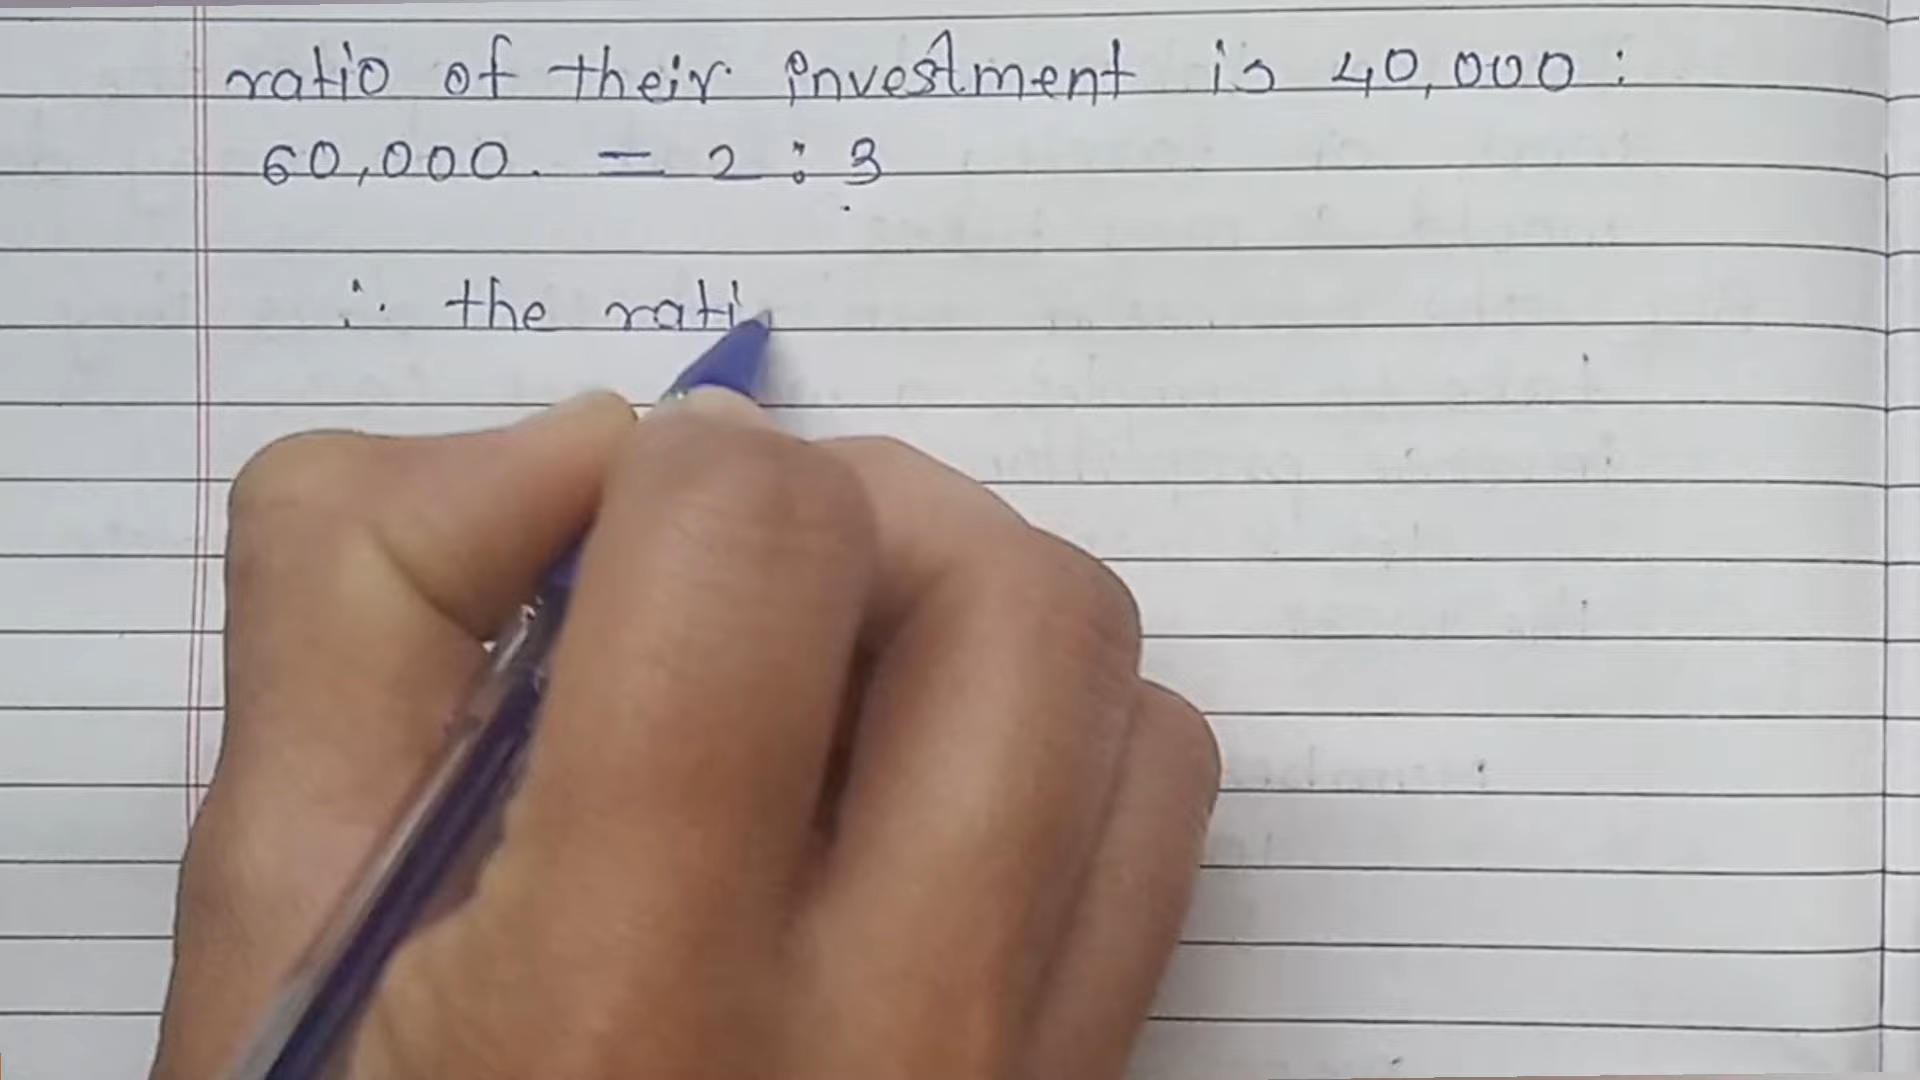 ratio of their investment is 40,000 :
60,000. = 2 : 3
∴ the rati